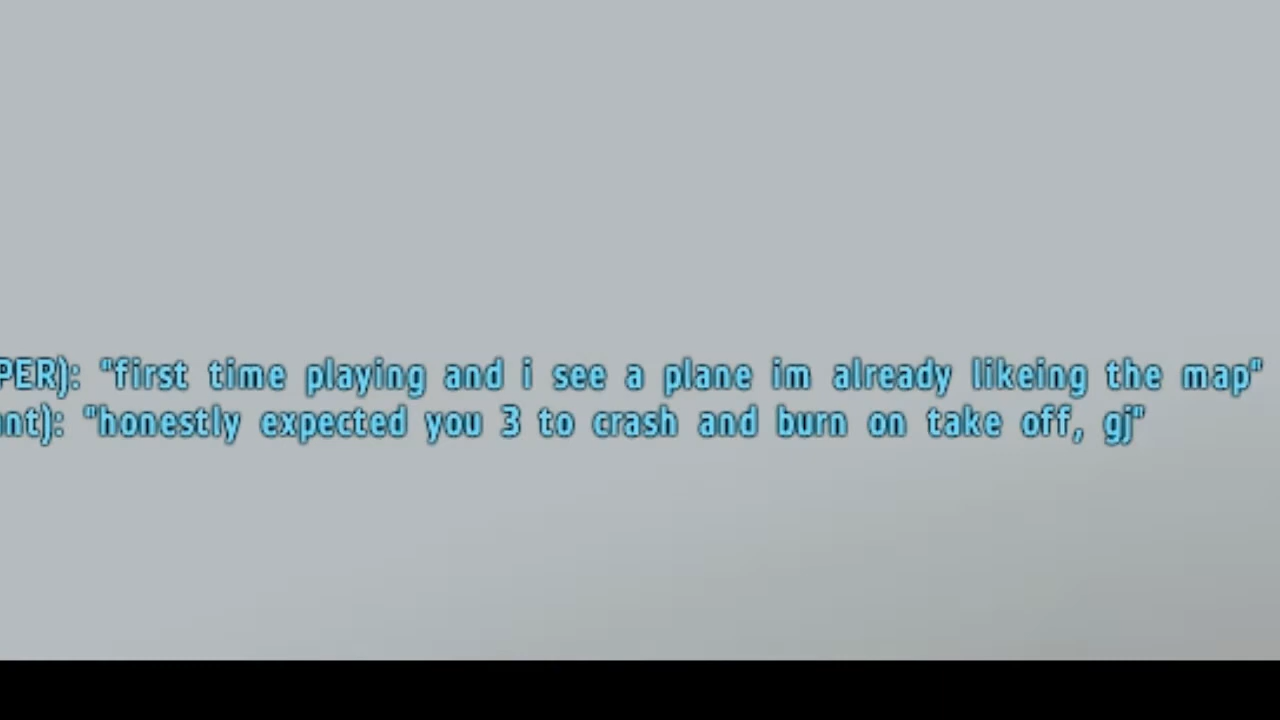 PER): "first time playing and i see a plane im already likeing the map"
nt): "honestly expected you 3 to crash and burn on take off, gj"